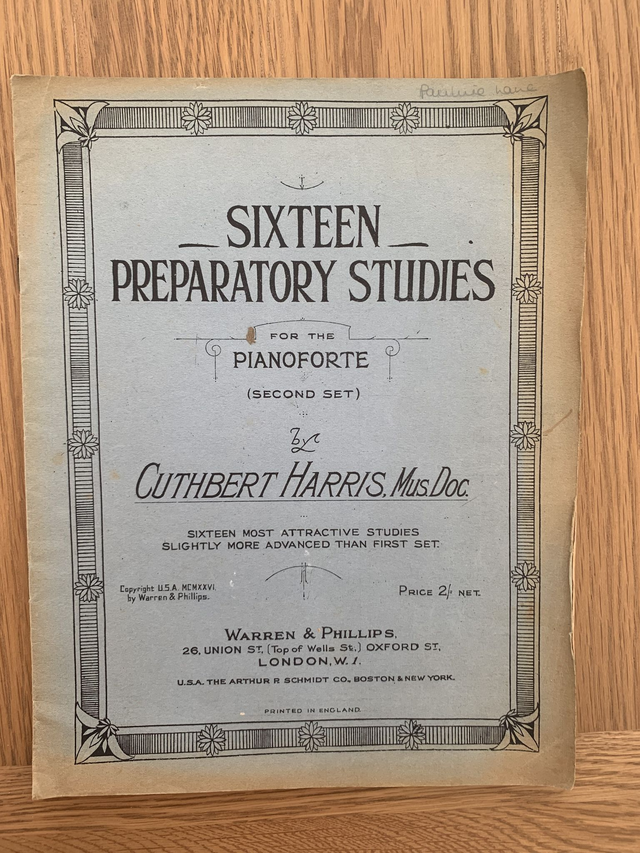 Pauline Lane
SIXTEEN
PREPARATORY STUDIES
FOR THE
PIANOFORTE
(SECOND SET)
by
CUTHBERT HARRIS, Mus. Doc.
SIXTEEN MOST ATTRACTIVE STUDIES
SLIGHTLY MORE ADVANCED THAN FIRST SET.
Copyright U.S.A. MCMXXVI.
by Warren & Phillips.
PRICE 2/- NET.
WARREN & PHILLIPS,
26, UNION ST, (Top of Wells St.) OXFORD ST,
LONDON, W.1.
U.S.A. THE ARTHUR P. SCHMIDT CO., BOSTON & NEW YORK.
PRINTED IN ENGLAND.